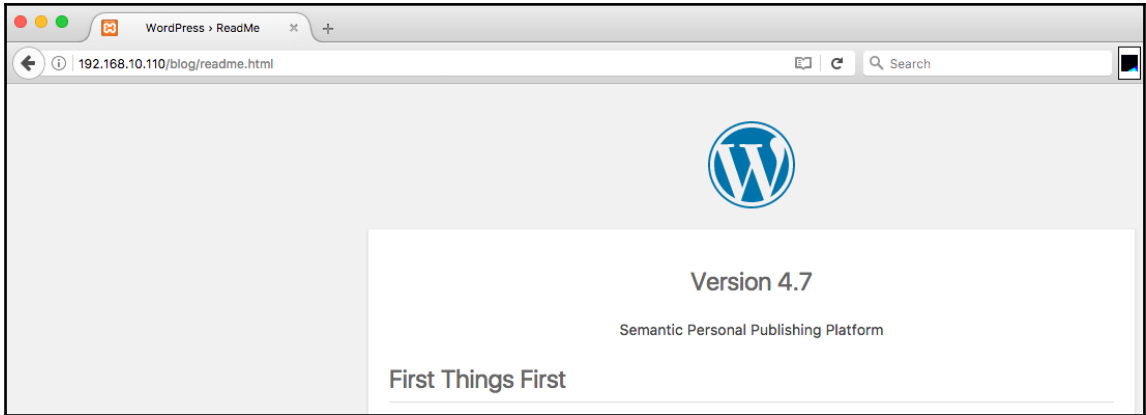 WordPress › ReadMe
192.168.10.110/blog/readme.html
Search
Version 4.7
Semantic Personal Publishing Platform
First Things First